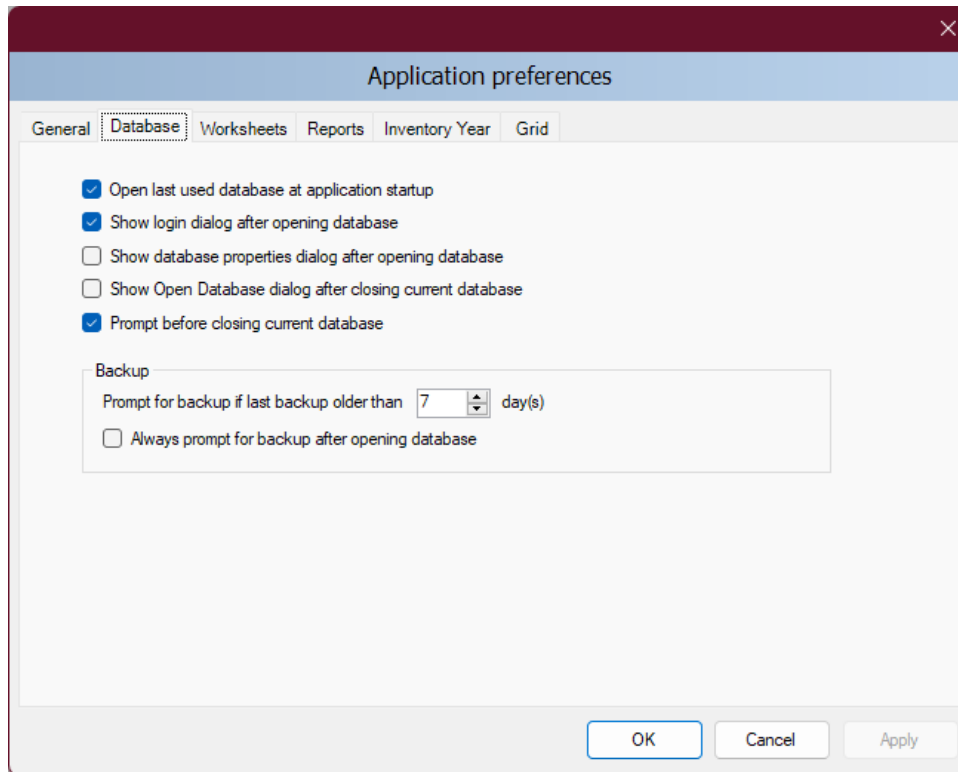 Application preferences
General Database Worksheets Reports Inventory Year Grid
Open last used database at application startup
Show login dialog after opening database
Show database properties dialog after opening database
Show Open Database dialog after closing current database
Prompt before closing current database
Backup
Prompt for backup if last backup older than 7 day(s)
Always prompt for backup after opening database
OK Cancel Apply